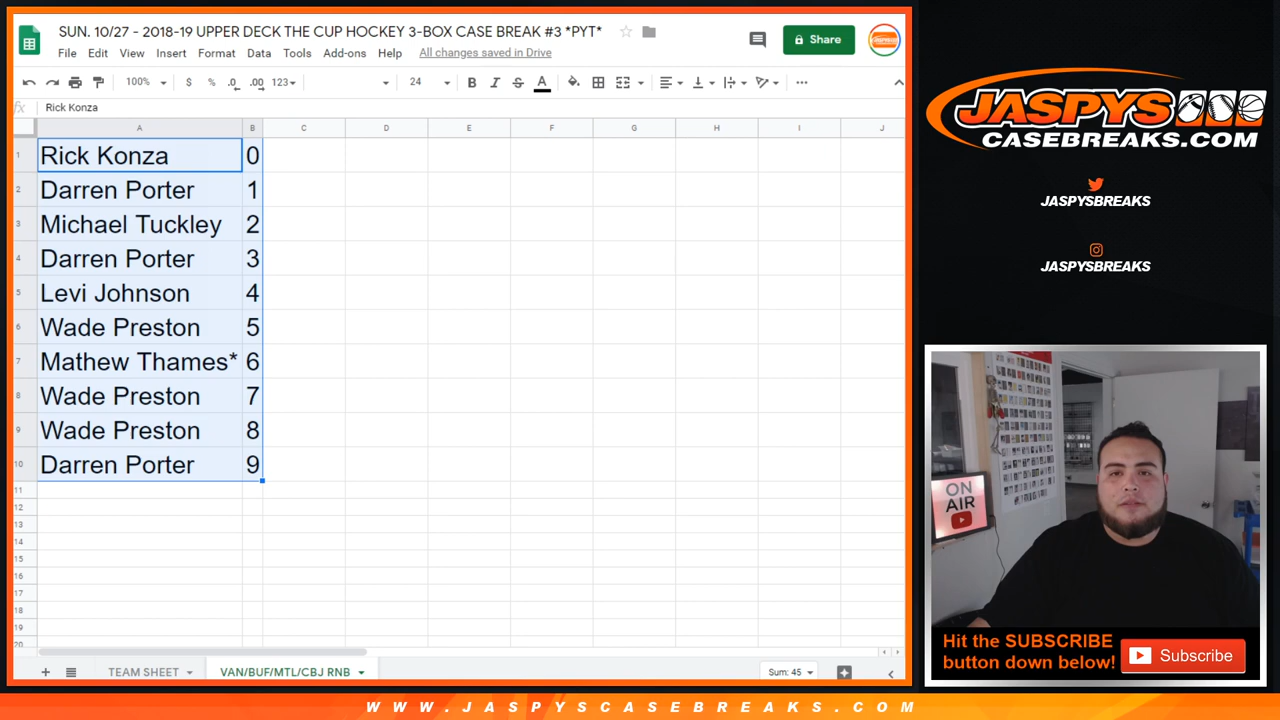 SUN. 10/27 - 2018-19 UPPER DECK THE CUP HOCKEY 3-BOX CASE BREAK #3 *PYT*
File Edit View Insert Format Data Tools Add-ons Help All changes saved in Drive
Share
100% $ % .0 .00 123 24 B I S A
fx Rick Konza
A B C D E F G H I J
1 Rick Konza 0
2 Darren Porter 1
3 Michael Tuckley 2
4 Darren Porter 3
5 Levi Johnson 4
6 Wade Preston 5
7 Mathew Thames* 6
8 Wade Preston 7
9 Wade Preston 8
10 Darren Porter 9
11
12
13
14
15
16
17
18
19
20
TEAM SHEET VAN/BUF/MTL/CBJ RNB Sum: 45
JASPYS
CASEBREAKS.COM
JASPYSBREAKS
JASPYSBREAKS
ON
AIR
Hit the SUBSCRIBE
button down below!
Subscribe
WWW.JASPYSCASEBREAKS.COM